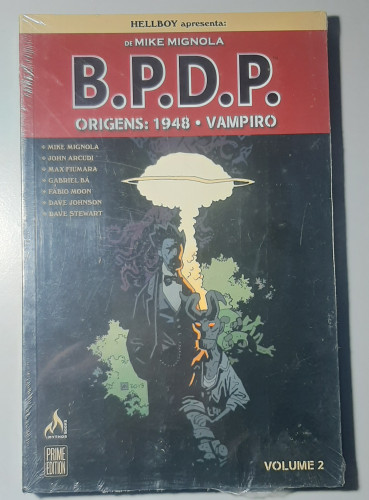 HELLBOY apresenta:
DE MIKE MIGNOLA
B.P.D.P.
ORIGENS: 1948 • VAMPIRO
• MIKE MIGNOLA
• JOHN ARCUDI
• MAX FIUMARA
• GABRIEL BÁ
• FÁBIO MOON
• DAVE JOHNSON
• DAVE STEWART
MYTHOS
PRIME
EDITION
VOLUME 2